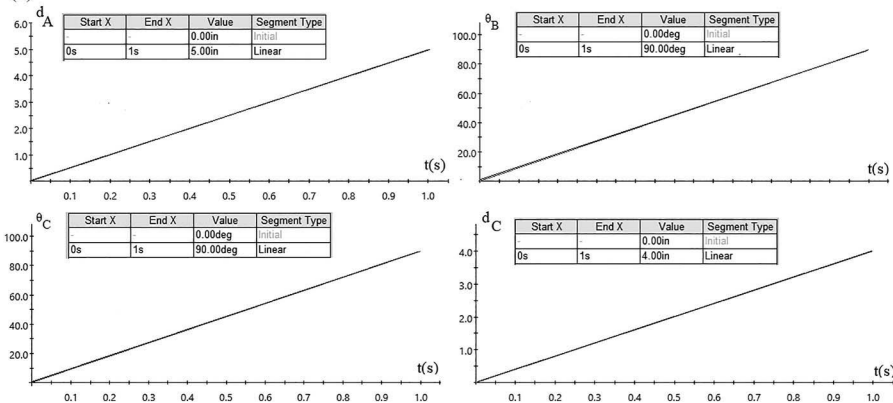 d_A
Start X End X Value Segment Type
- - 0.00in Initial
0s 1s 5.00in Linear
6.0
5.0
4.0
3.0
2.0
1.0
t(s)
0.1 0.2 0.3 0.4 0.5 0.6 0.7 0.8 0.9 1.0
θ_B
Start X End X Value Segment Type
- - 0.00deg Initial
0s 1s 90.00deg Linear
100.0
80.0
60.0
40.0
20.0
t(s)
0.1 0.2 0.3 0.4 0.5 0.6 0.7 0.8 0.9 1.0
θ_C
Start X End X Value Segment Type
- - 0.00deg Initial
0s 1s 90.00deg Linear
100.0
80.0
60.0
40.0
20.0
t(s)
0.1 0.2 0.3 0.4 0.5 0.6 0.7 0.8 0.9 1.0
d_C
Start X End X Value Segment Type
- - 0.00in Initial
0s 1s 4.00in Linear
4.0
3.0
2.0
1.0
t(s)
0.1 0.2 0.3 0.4 0.5 0.6 0.7 0.8 0.9 1.0